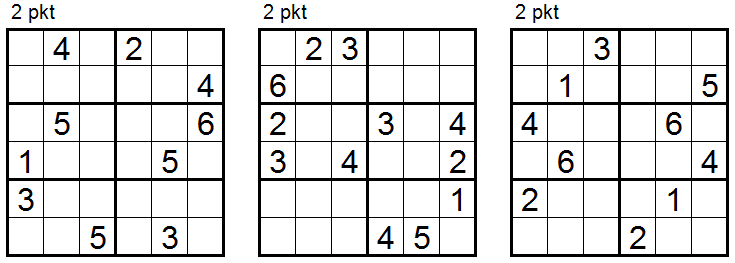 2 pkt 2 pkt 2 pkt
4 2 2 3 3
4 6 1 5
5 6 2 3 4 4 6
1 5 3 4 2 6 4
3 1 2 1
5 3 4 5 2